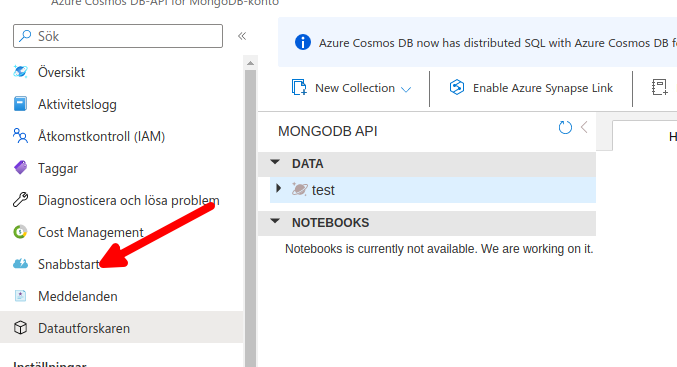 Azure Cosmos DB-API för MongoDB-konto
Sök
Översikt
Aktivitetslogg
Åtkomstkontroll (IAM)
Taggar
Diagnosticera och lösa problem
Cost Management
Snabbstart
Meddelanden
Datautforskaren
Inställningar
Azure Cosmos DB now has distributed SQL with Azure Cosmos DB fo
New Collection
Enable Azure Synapse Link
MONGODB API
H
DATA
test
NOTEBOOKS
Notebooks is currently not available. We are working on it.